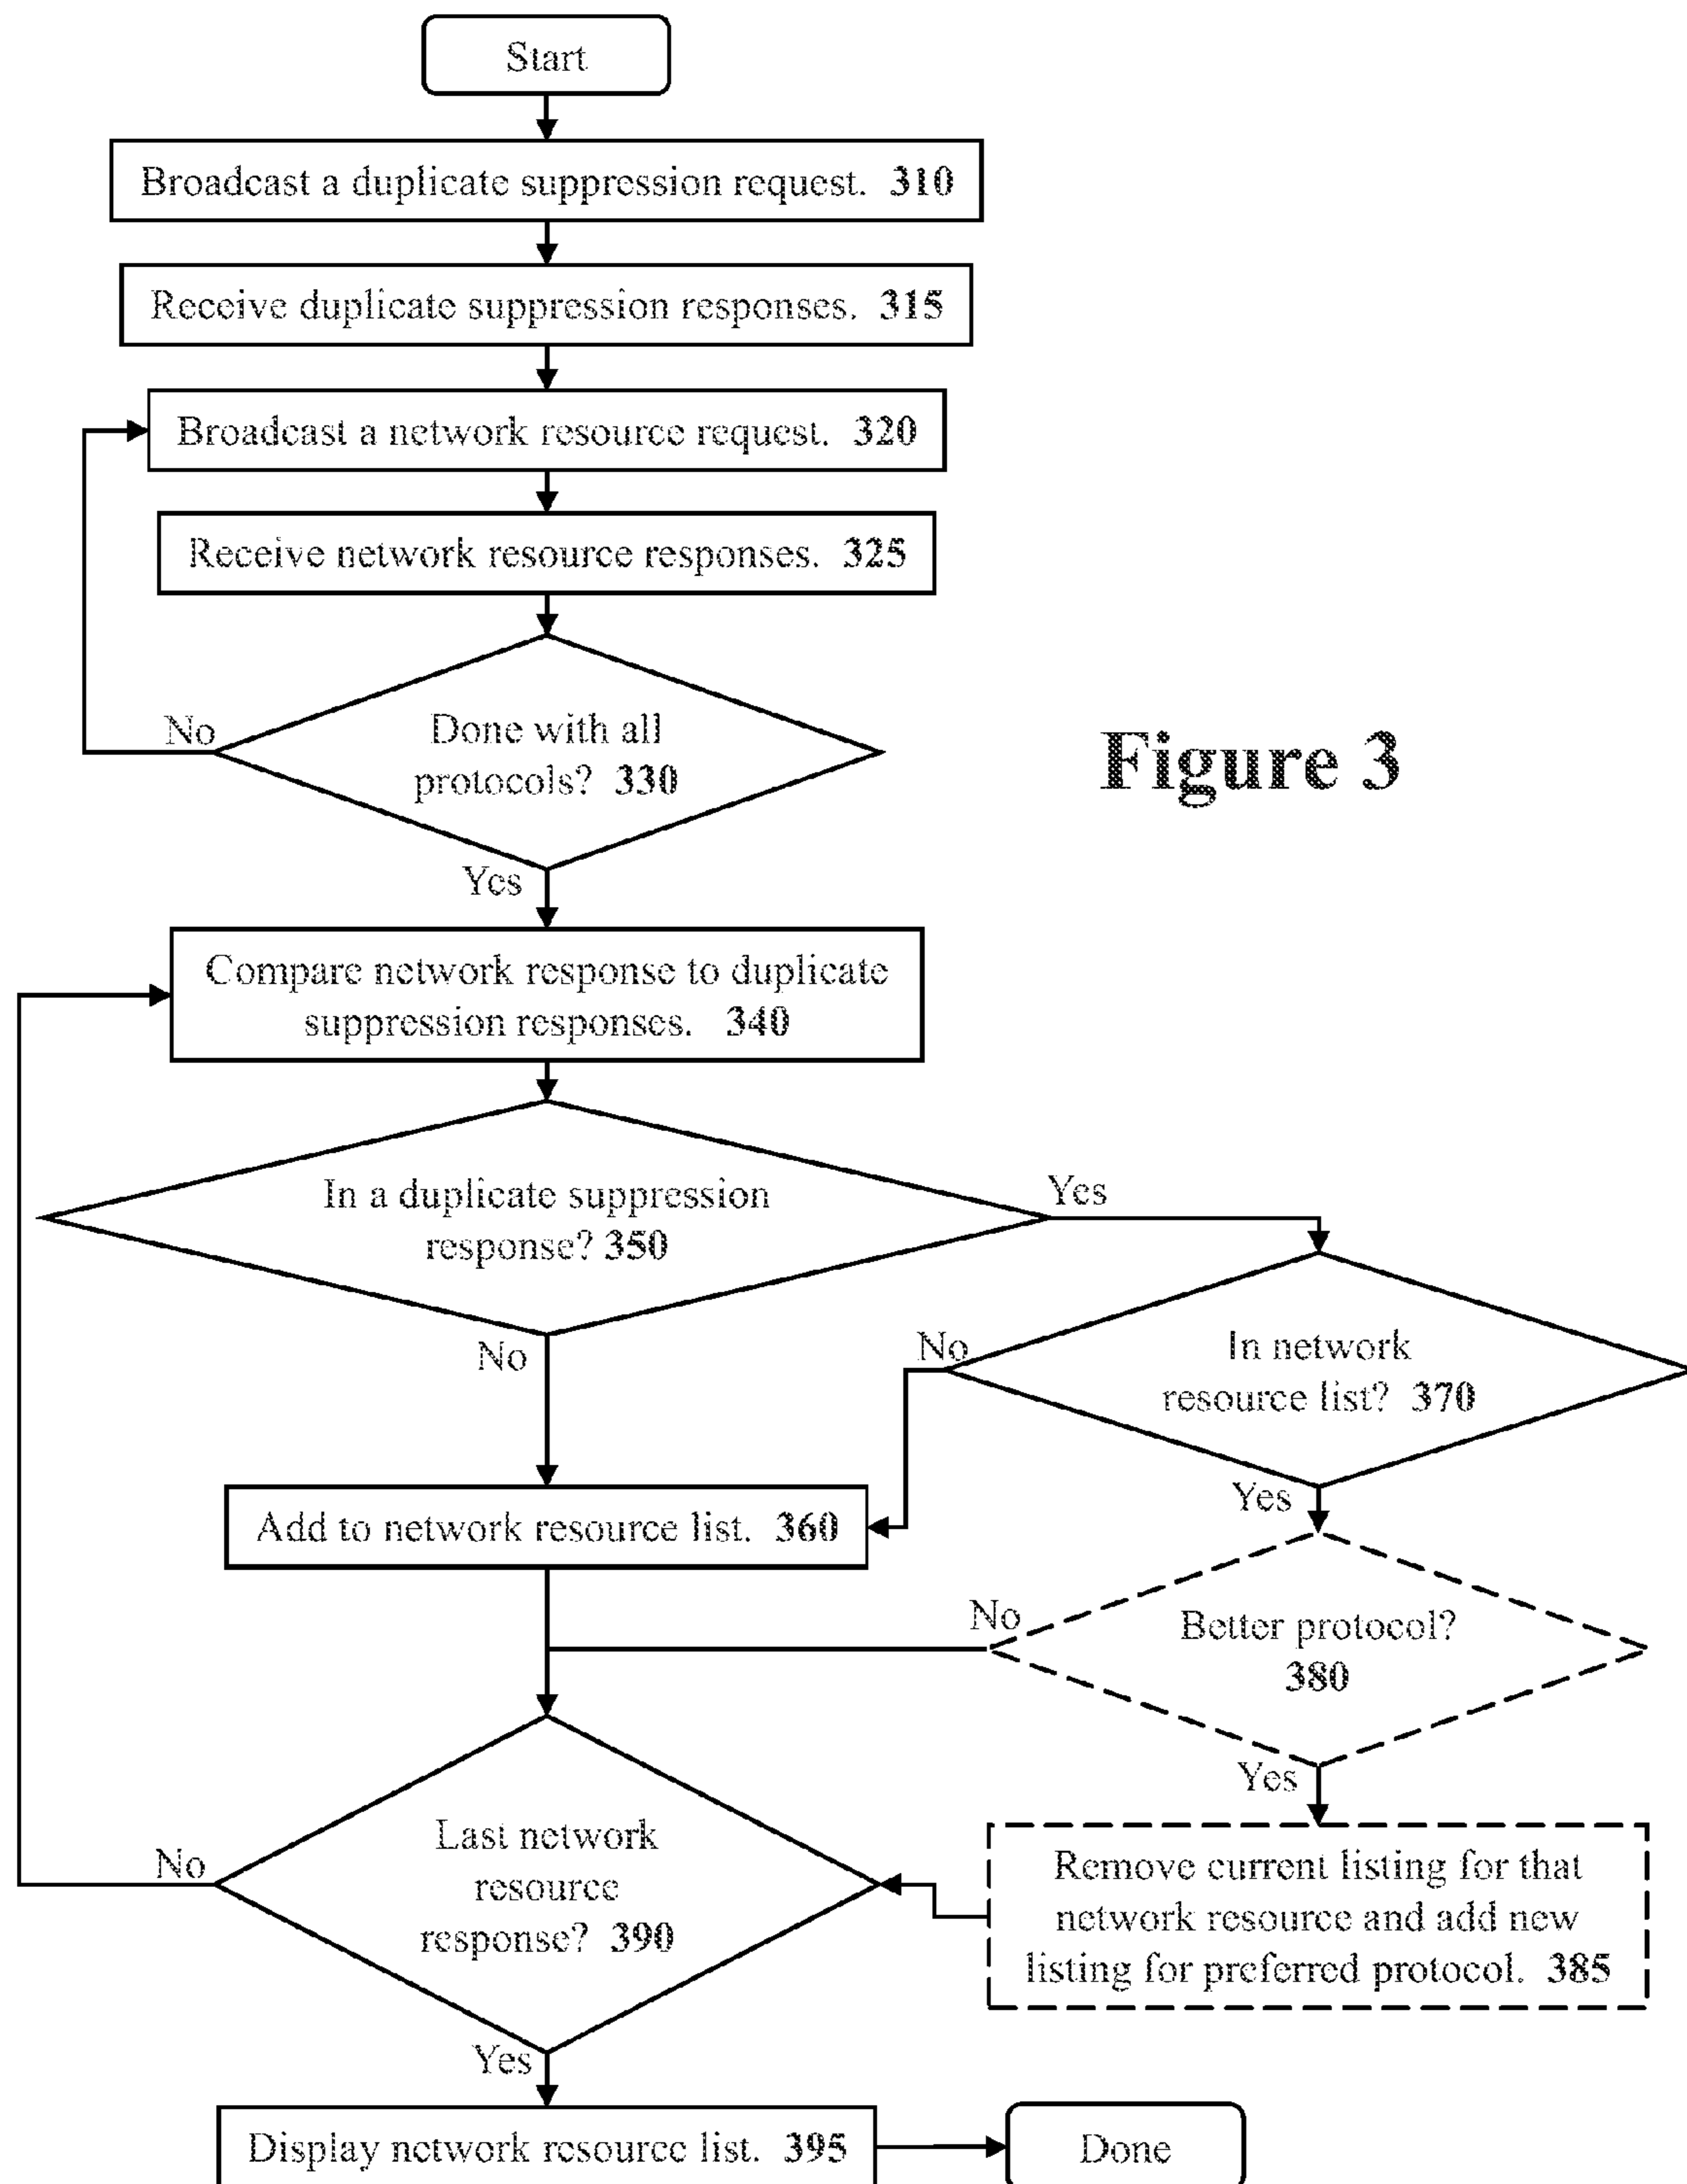 Start
Broadcast a duplicate suppression request. 310
Receive duplicate suppression responses. 315
Broadcast a network resource request. 320
Receive network resource responses. 325
No
Done with all
protocols? 330
Figure 3
Yes
Compare network response to duplicate
suppression responses. 340
In a duplicate suppression
response? 350
Yes
No
No
In network
resource list? 370
Yes
Add to network resource list. 360
No
Better protocol?
380
Yes
No
Last network
resource
response? 390
Remove current listing for that
network resource and add new
listing for preferred protocol. 385
Yes
Display network resource list. 395
Done